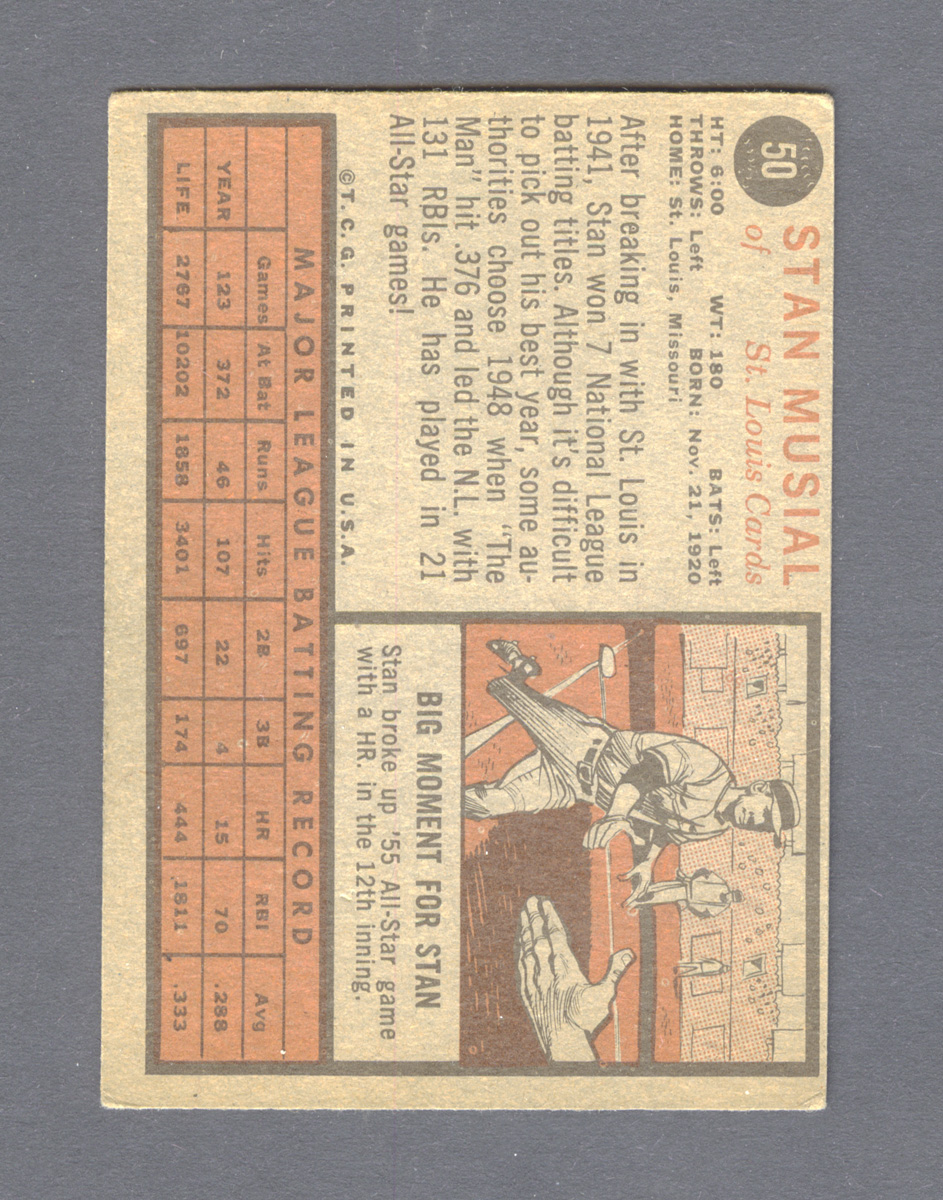 50
STAN MUSIAL
of St. Louis Cards
HT: 6:00 WT: 180 BATS: Left
THROWS: Left BORN: Nov. 21, 1920
HOME: St. Louis, Missouri
After breaking in with St. Louis in
1941, Stan won 7 National League
batting titles. Although it's difficult
to pick out his best year, some au-
thorities choose 1948 when "The
Man" hit .376 and led the N.L. with
131 RBIs. He has played in 21
All-Star games!
©T.C.G. PRINTED IN U.S.A.
BIG MOMENT FOR STAN
Stan broke up '55 All-Star game
with a HR. in the 12th inning.
MAJOR LEAGUE BATTING RECORD
Games At Bat Runs Hits 2B 3B HR RBI Avg
YEAR 123 372 46 107 22 4 15 70 .288
LIFE 2767 10202 1858 3401 697 174 444 1811 .333